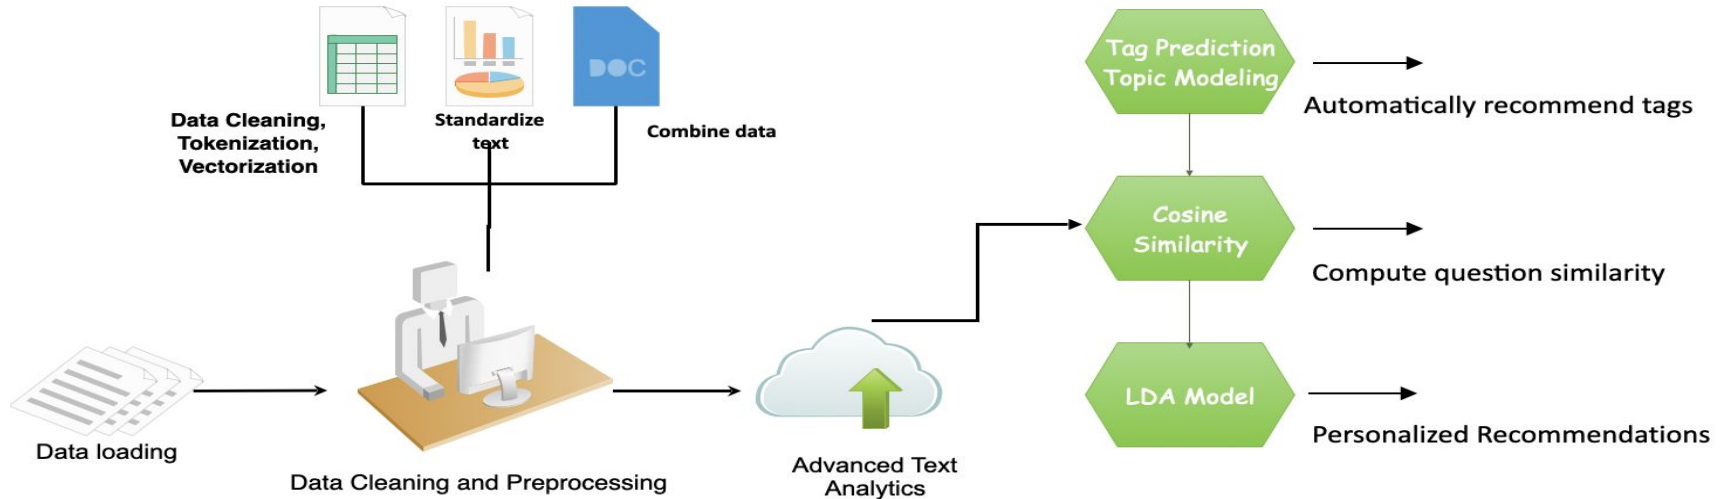 DOC
Data Cleaning,
Tokenization,
Vectorization
Standardize
text
Combine data
Data loading
Data Cleaning and Preprocessing
Advanced Text
Analytics
Tag Prediction
Topic Modeling
Automatically recommend tags
Cosine
Similarity
Compute question similarity
LDA Model
Personalized Recommendations